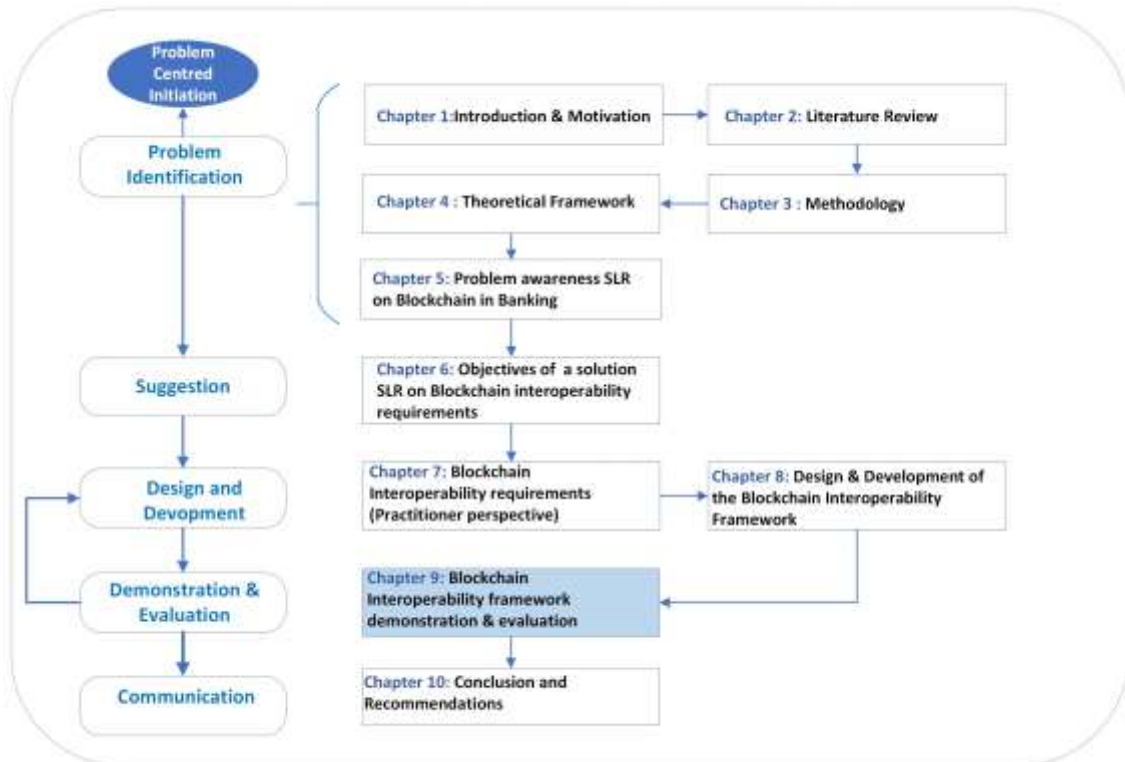 Problem
Centred
Initiation
Problem
Identification
Suggestion
Design and
Devopment
Demonstration &
Evaluation
Communication
Chapter 1:Introduction & Motivation
Chapter 2: Literature Review
Chapter 4 : Theoretical Framework
Chapter 3 : Methodology
Chapter 5: Problem awareness SLR
on Blockchain in Banking
Chapter 6: Objectives of a solution
SLR on Blockchain interoperability
requirements
Chapter 7: Blockchain
Interoperability requirements
(Practitioner perspective)
Chapter 8: Design & Development of
the Blockchain Interoperability
Framework
Chapter 9: Blockchain
Interoperability framework
demonstration & evaluation
Chapter 10: Conclusion and
Recommendations